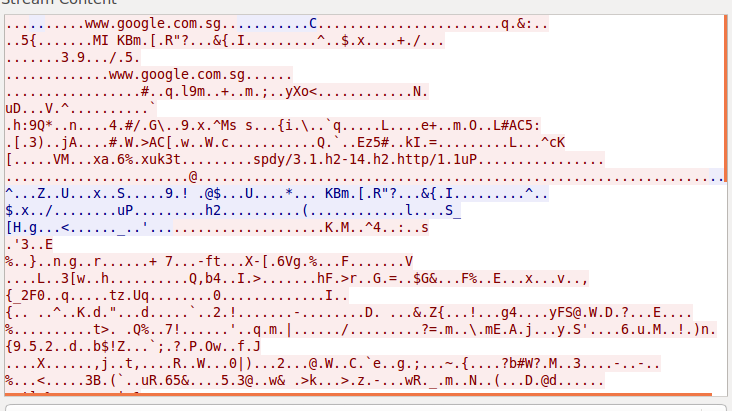 Stream Content
.... .. .....www.google.com.sg...........C.......................q.&:..
..5{.......MI KBm.[.R"?...&{.I.........^..$.x....+./...
.......3.9.../.5.
.............www.google.com.sg......
.................#..q.l9m..+..m.;..yXo<............N.
uD...V.^..........`
.h:9Q*..n....4.#/.G\..9.x.^Ms s...{i.\..`q.....L....e+..m.O..L#AC5:
.[.3)..jA....#.W.>AC[.w..W.c...........Q.`..Ez5#..kI.=.........L...^cK
[.....VM...xa.6%.xuk3t.........spdy/3.1.h2-14.h2.http/1.1uP................
.......................@..................................................................
^...Z..U...x..S.....9.! .@$...U....*... KBm.[.R"?...&{.I.........^..
$.x../........uP.........h2..........(............l....S_
[H.g...<......_..'...................K.M..^4..:..s
.'3..E
%..}..n.g..r......+ 7...-ft...X-[.6Vg.%...F.......V
....L..3[w..h..........Q,b4..I.>.......hF.>r..G.=..$G&...F%..E...x...v..,
{_2F0..q.....tz.Uq........0.............I..
{.. ..^..K.d."...d.....`..2.!.......-.........D. ...&.Z{...!...g4....yFS@.W.D.?...E....
%..........t>. ..Q%..7!......'..q.m.|....../.........?=.m..\.mE.A.j...y.S'....6.u.M..!.)n.
{9.5.2..d..b$!Z...`;.?.P.Ow..f.J
....X......,j..t,....R..W...0|)...2...@.W..C.`e..g.;...~.{....?b#W?.M..3....-..-..
%...<.....3B.(`..uR.65&....5.3@..w& .>k...>.z.-...wR._.m..N..(...D.@d......